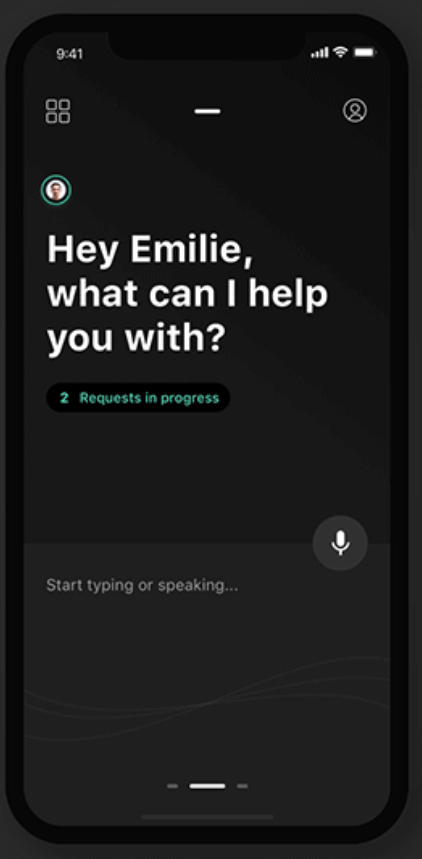 9:41
Hey Emilie,
what can I help
you with?
2 Requests in progress
Start typing or speaking...